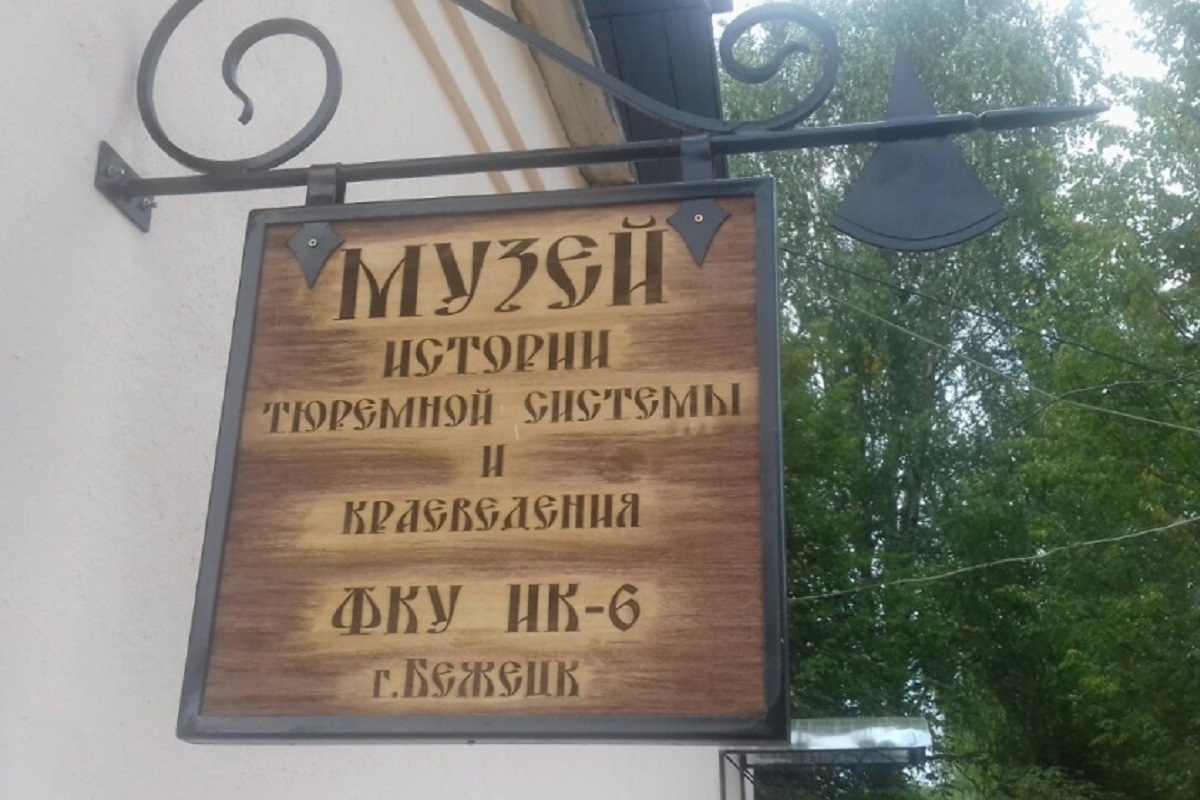 МУЗЕЙ
ИСТОРИИ
ТЮРЕМНОЙ СИСТЕМЫ
И
КРАЕВЕДЕНИЯ
ФКУ ИК-6
г.БЕЖЕЦК